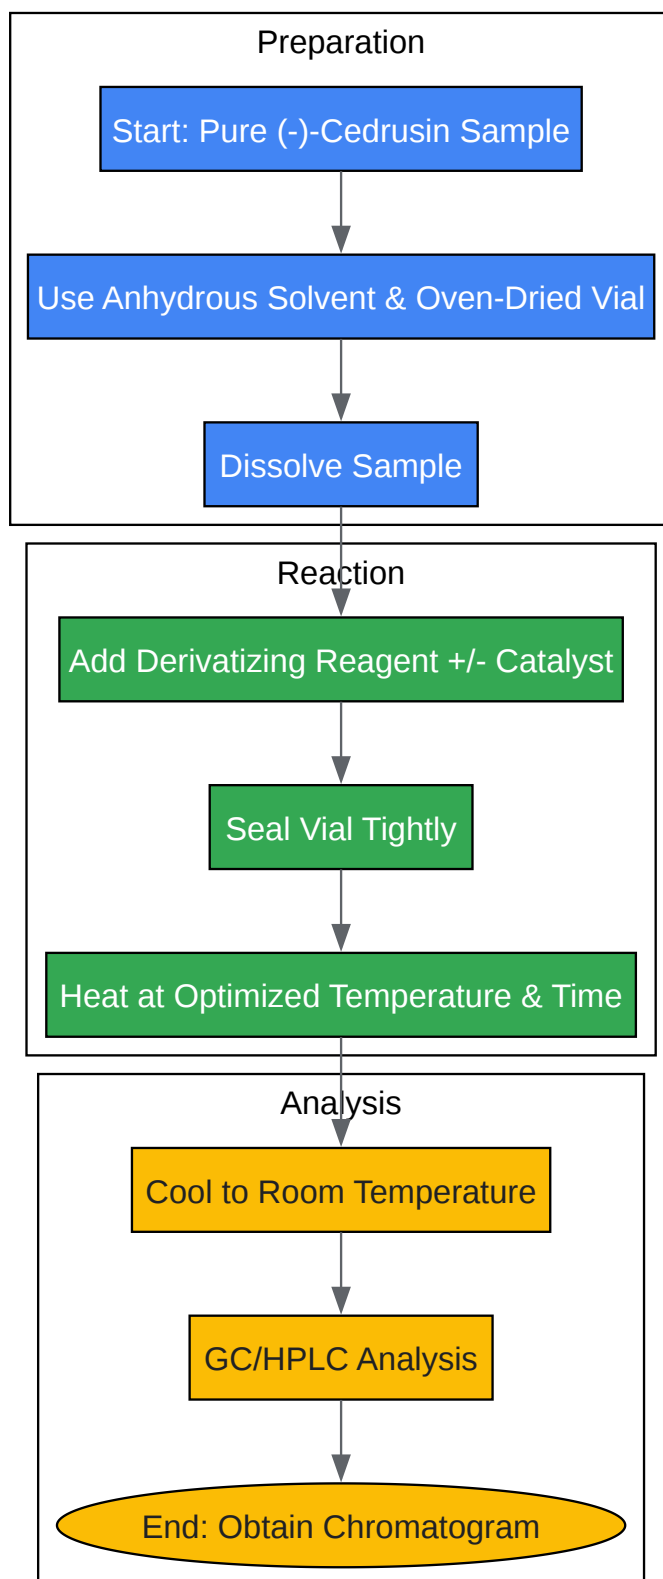 Preparation
Start: Pure (-)-Cedrusin Sample
Use Anhydrous Solvent & Oven-Dried Vial
Dissolve Sample
Reaction
Add Derivatizing Reagent +/- Catalyst
Seal Vial Tightly
Heat at Optimized Temperature & Time
Analysis
Cool to Room Temperature
GC/HPLC Analysis
End: Obtain Chromatogram